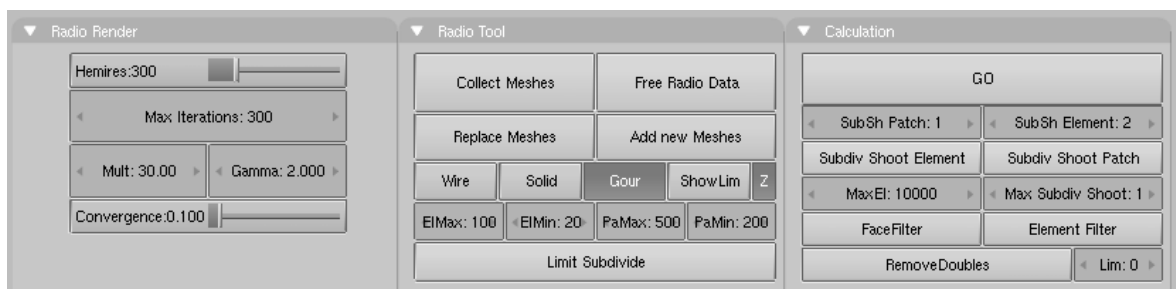 Radio Render
Hemires:300
Max Iterations: 300
Mult: 30.00 Gamma: 2.000
Convergence:0.100
Radio Tool
Collect Meshes Free Radio Data
Replace Meshes Add new Meshes
Wire Solid Gour ShowLim Z
ElMax: 100 ElMin: 20 PaMax: 500 PaMin: 200
Limit Subdivide
Calculation
GO
SubSh Patch: 1 SubSh Element: 2
Subdiv Shoot Element Subdiv Shoot Patch
MaxEl: 10000 Max Subdiv Shoot: 1
FaceFilter Element Filter
RemoveDoubles Lim: 0